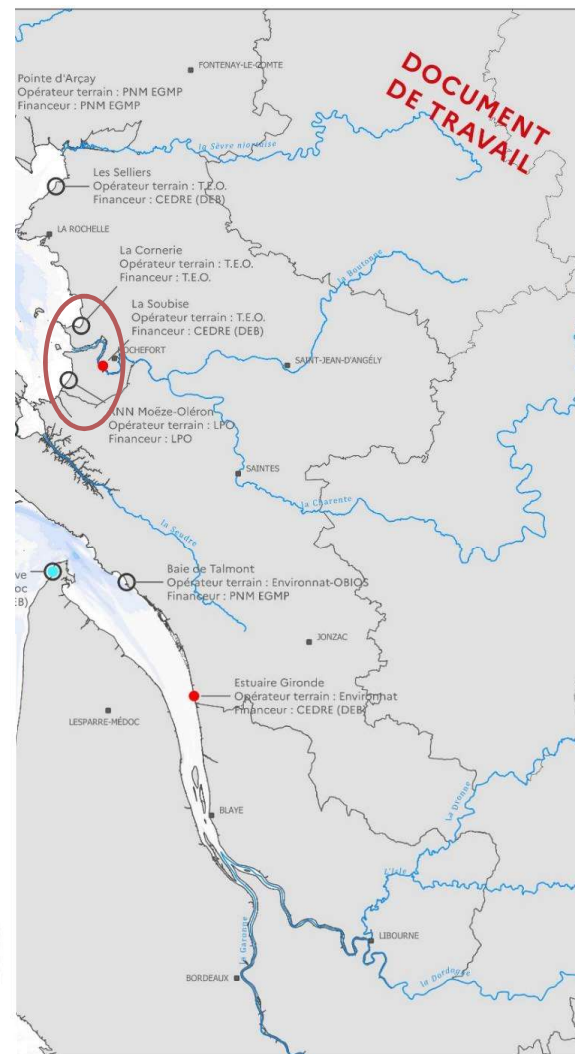 FONTENAY-LE-COMTE
DOCUMENT
DE TRAVAIL
Pointe d'Arçay
Opérateur terrain : PNM EGMP
Financeur : PNM EGMP
la Sèvre niortaise
Les Selliers
Opérateur terrain : T.E.O.
Financeur : CEDRE (DEB)
LA ROCHELLE
La Cornerie
Opérateur terrain : T.E.O.
Financeur : T.E.O.
la Boutonne
La Soubise
Opérateur terrain : T.E.O.
Financeur : CEDRE (DEB)
ROCHEFORT
SAINT-JEAN-D'ANGÉLY
RNN Moëze-Oléron
Opérateur terrain : LPO
Financeur : LPO
SAINTES
la Charente
la Seudre
Baie de Talmont
Opérateur terrain : Environnat-OBIOS
Financeur : PNM EGMP
JONZAC
Estuaire Gironde
Opérateur terrain : Environnat
Financeur : CEDRE (DEB)
LESPARRE-MÉDOC
La Dronne
BLAYE
L'Isle
LIBOURNE
la Garonne
BORDEAUX
la Dordogne